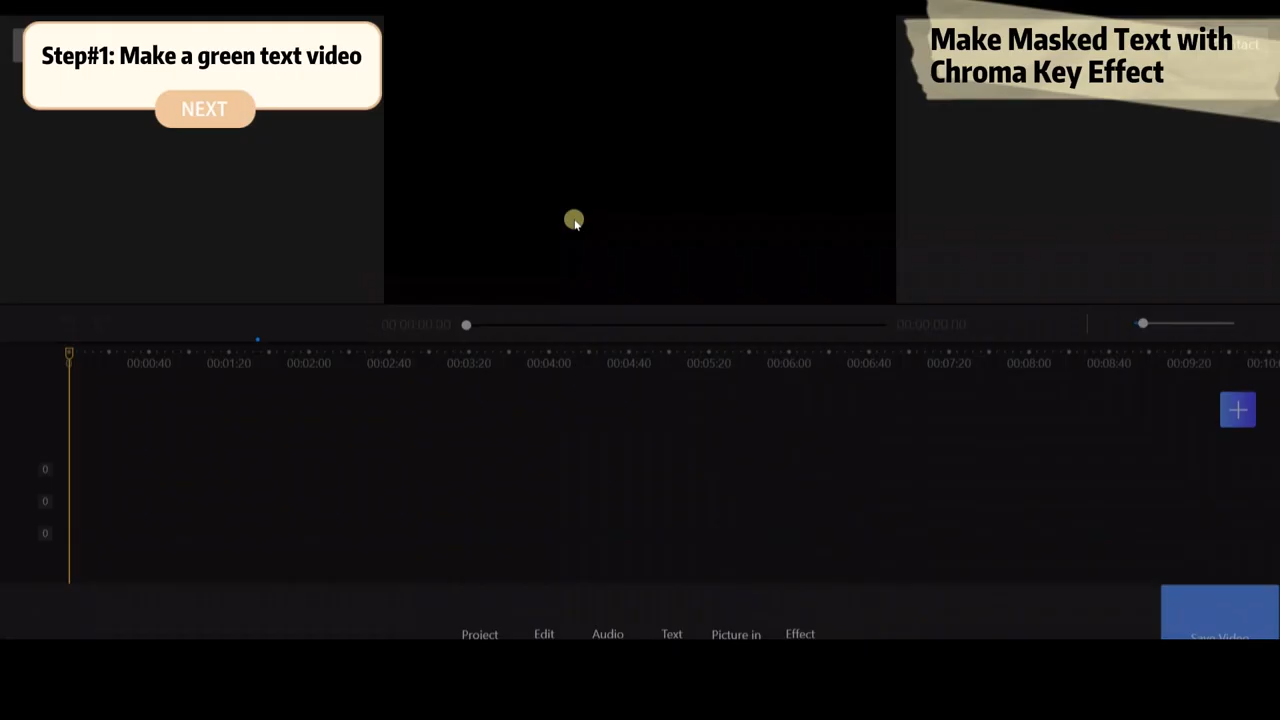 Step#1: Make a green text video
NEXT
Make Masked Text with
Chroma Key Effect
tact
00:00:00:00
00:00:00:00
0
00:00:40
00:01:20
00:02:00
00:02:40
00:03:20
00:04:00
00:04:40
00:05:20
00:06:00
00:06:40
00:07:20
00:08:00
00:08:40
00:09:20
00:10:0
0
0
0
Project
Edit
Audio
Text
Picture in
Effect
Save Video